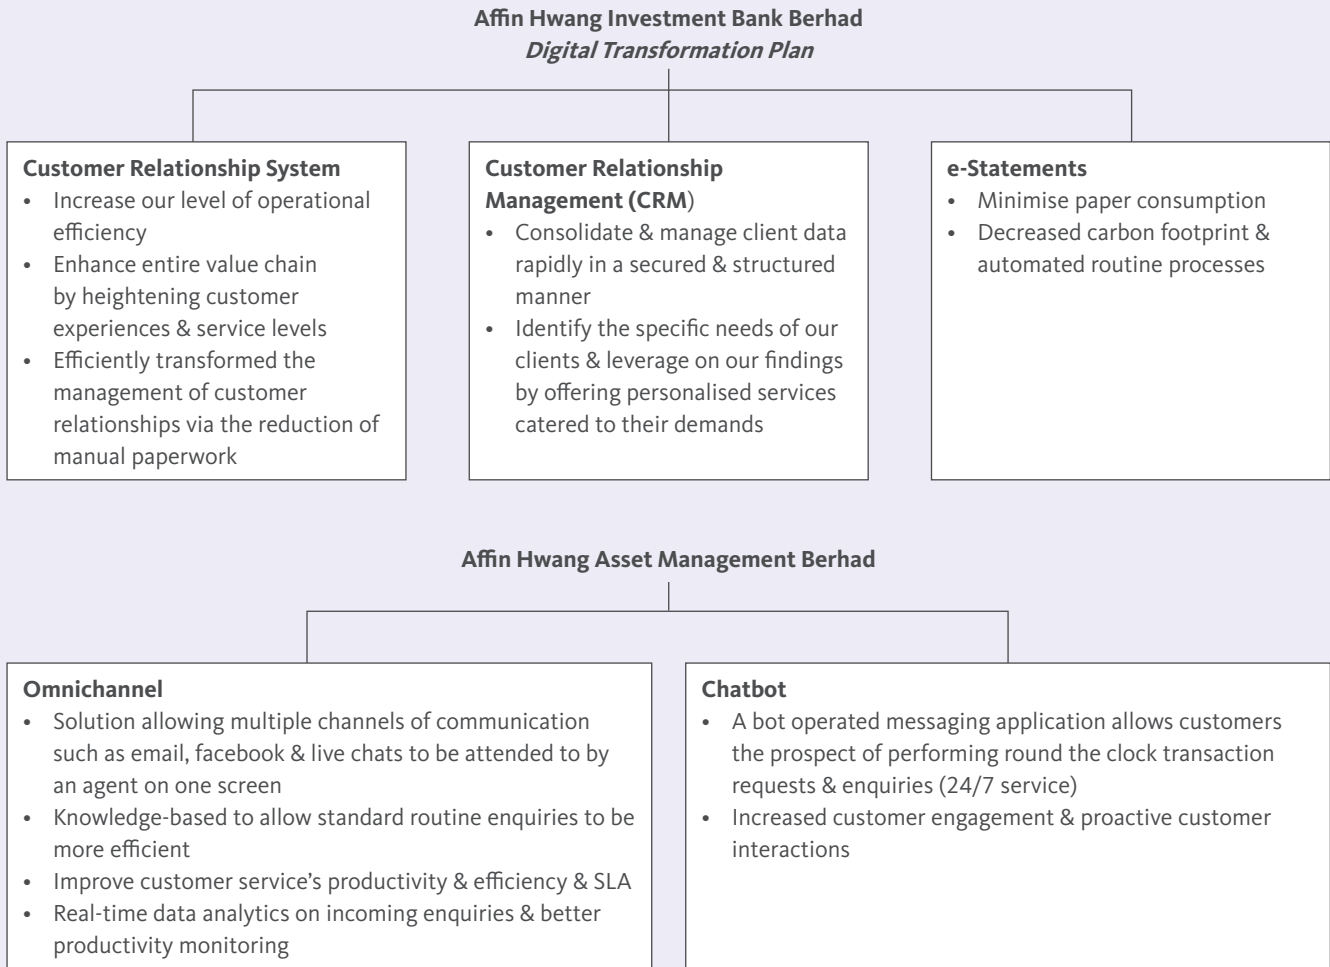 Affin Hwang Investment Bank Berhad
Digital Transformation Plan
Customer Relationship System
• Increase our level of operational
efficiency
• Enhance entire value chain
by heightening customer
experiences & service levels
• Efficiently transformed the
management of customer
relationships via the reduction of
manual paperwork
Customer Relationship
Management (CRM)
• Consolidate & manage client data
rapidly in a secured & structured
manner
• Identify the specific needs of our
clients & leverage on our findings
by offering personalised services
catered to their demands
e-Statements
• Minimise paper consumption
• Decreased carbon footprint &
automated routine processes
Affin Hwang Asset Management Berhad
Omnichannel
• Solution allowing multiple channels of communication
such as email, facebook & live chats to be attended to by
an agent on one screen
• Knowledge-based to allow standard routine enquiries to be
more efficient
• Improve customer service’s productivity & efficiency & SLA
• Real-time data analytics on incoming enquiries & better
productivity monitoring
Chatbot
• A bot operated messaging application allows customers
the prospect of performing round the clock transaction
requests & enquiries (24/7 service)
• Increased customer engagement & proactive customer
interactions